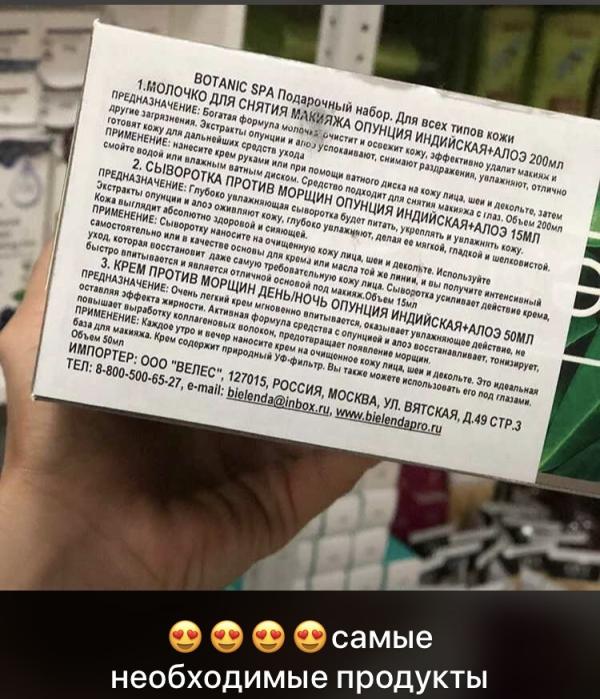 BOTANIC SPA Подарочный набор. Для всех типов кожи
1.МОЛОЧКО ДЛЯ СНЯТИЯ МАКИЯЖА ОПУНЦИЯ ИНДИЙСКАЯ+АЛОЭ 200МЛ
ПРЕДНАЗНАЧЕНИЕ: Богатая формула молочка очистит и освежит кожу, эффективно удалит макияж и
другие загрязнения. Экстракты опунции и алоэ успокаивают, снимают раздражения, увлажняют, отлично
готовят кожу для дальнейших средств ухода
ПРИМЕНЕНИЕ: нанесите крем руками или при помощи ватного диска на кожу лица, шеи и декольте, затем
смойте водой или влажным ватным диском. Средство подходит для снятия макияжа с глаз. Объем 200мл
2. СЫВОРОТКА ПРОТИВ МОРЩИН ОПУНЦИЯ ИНДИЙСКАЯ+АЛОЭ 15МЛ
ПРЕДНАЗНАЧЕНИЕ: Глубоко увлажняющая сыворотка будет питать, укреплять и увлажнять кожу.
Экстракты опунции и алоэ оживляют кожу, глубоко увлажняют, делая ее мягкой, гладкой и шелковистой.
Кожа выглядит абсолютно здоровой и сияющей.
ПРИМЕНЕНИЕ: Сыворотку наносите на очищенную кожу лица, шеи и декольте. Используйте
самостоятельно или в качестве основы для крема или масла той же линии, и вы получите интенсивный
уход, которая восстановит даже самую требовательную кожу лица. Сыворотка усиливает действие крема,
быстро впитывается и является отличной основой под макияж.Объем 15мл
3. КРЕМ ПРОТИВ МОРЩИН ДЕНЬ/НОЧЬ ОПУНЦИЯ ИНДИЙСКАЯ+АЛОЭ 50МЛ
ПРЕДНАЗНАЧЕНИЕ: Очень легкий крем мгновенно впитывается, оказывает увлажняющее действие, не
оставляя эффекта жирности. Активная формула средства с опунцией и алоэ восстанавливает, тонизирует,
повышает выработку коллагеновых волокон, предотвращает появление морщин.
ПРИМЕНЕНИЕ: Каждое утро и вечер наносите крем на очищенное кожу лица, шеи и декольте. Это идеальная
база для макияжа. Крем содержит природный УФ-фильтр. Вы также можете использовать его под глазами.
Объем 50мл
ИМПОРТЕР: ООО "ВЕЛЕС", 127015, РОССИЯ, МОСКВА, УЛ. ВЯТСКАЯ, Д.49 СТР.3
ТЕЛ: 8-800-500-65-27, e-mail: bielenda@inbox.ru, www.bielendapro.ru
😍😍😍😍самые
необходимые продукты